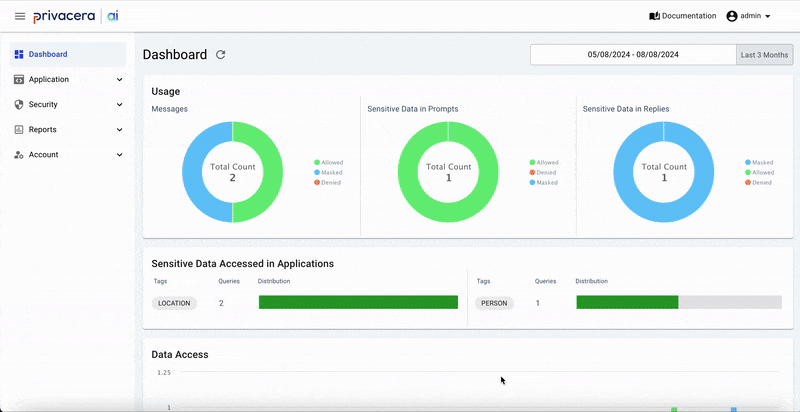 privacera ai
Documentation
admin
Dashboard
Application
Security
Reports
Account
Dashboard
05/08/2024 - 08/08/2024
Last 3 Months
Usage
Messages
Total Count
2
Allowed
Masked
Denied
Sensitive Data in Prompts
Total Count
1
Allowed
Denied
Masked
Sensitive Data in Replies
Total Count
1
Masked
Allowed
Denied
Sensitive Data Accessed in Applications
Tags Queries Distribution
LOCATION 2
Tags Queries Distribution
PERSON 1
Data Access
1.25
1